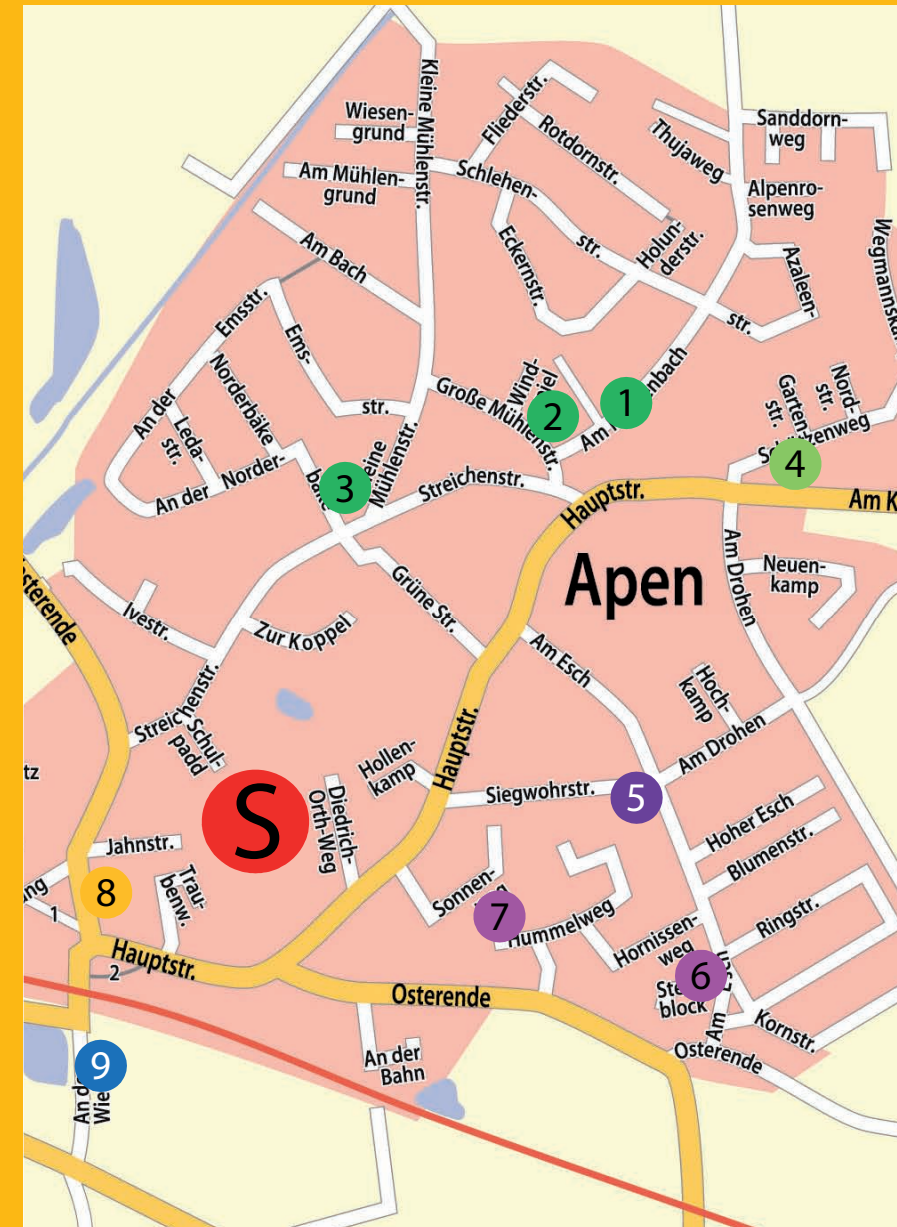 Kleine Mühlenstr.
Wiesen-
grund
Am Mühlen-
grund
Fliederstr.
Rotdornstr.
Thujaweg
Sanddorn-
weg
Schlehen-
str.
str.
Alpenro-
senweg
Holun-
derstr.
Eckernstr.
Azaleen-
Am Bach
Emsstr.
Ems-
str.
An der
Norderbäke
Leda-
str.
An der
Norder-
Große Mühlenstr.
Wind-
Am
1
2
3
Mühlenstr.
Streichenstr.
Garten-
str.
Nord-
str.
4
Hauptstr.
Am K
Apen
Am Drohen
Neuen-
kamp
Grüne Str.
Ivestr.
Zur Koppel
Am Esch
Hoch-
kamp
Am Drohen
Streichenstr.
Schul-
padd
Hollen-
kamp
Hauptstr.
Siegwohrstr.
5
tz
S
Diedrich-
Orth-Weg
Hoher Esch
Blumenstr.
Jahnstr.
Trau-
benw.
8
1
Sonnen-
7
Hummelweg
Hornissen-
weg
Ringstr.
6
block
Am
Kornstr.
Hauptstr.
2
Osterende
Osterende
An der
Bahn
9